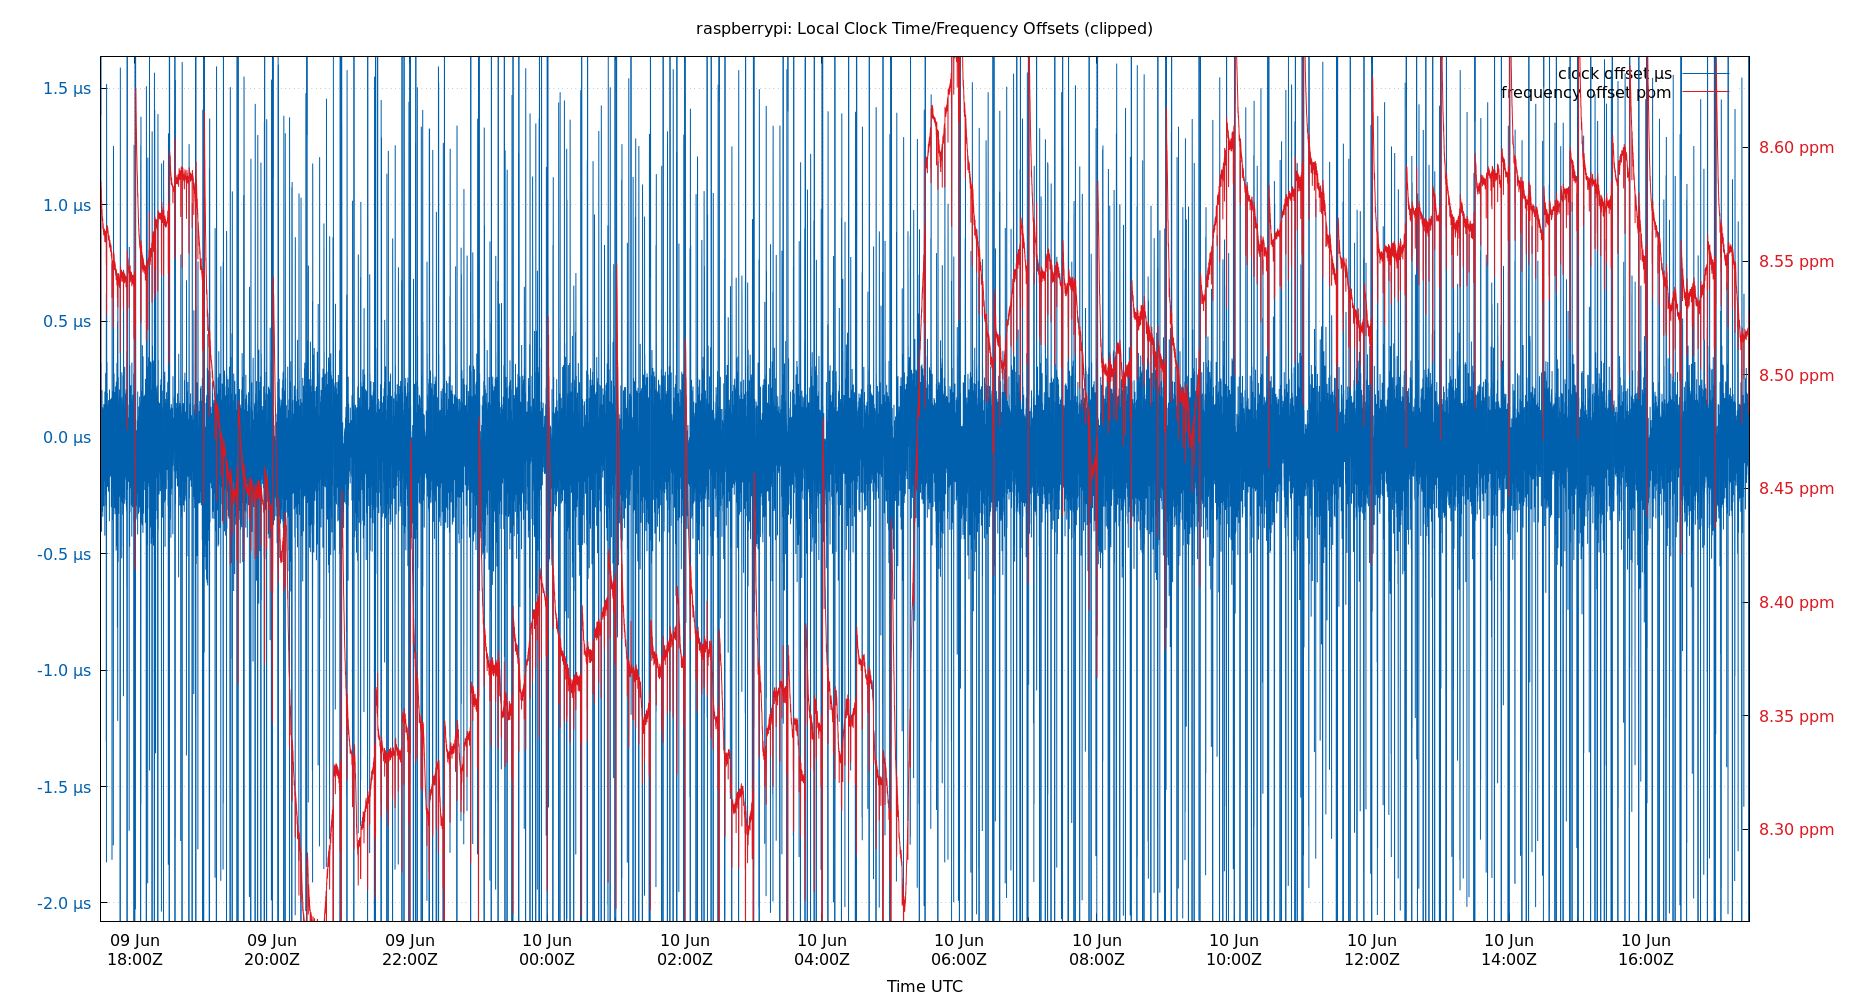 raspberrypi: Local Clock Time/Frequency Offsets (clipped)
clock offset µs
frequency offset ppm
1.5 µs
1.0 µs
0.5 µs
0.0 µs
-0.5 µs
-1.0 µs
-1.5 µs
-2.0 µs
8.60 ppm
8.55 ppm
8.50 ppm
8.45 ppm
8.40 ppm
8.35 ppm
8.30 ppm
09 Jun 09 Jun 09 Jun 10 Jun 10 Jun 10 Jun 10 Jun 10 Jun 10 Jun 10 Jun 10 Jun 10 Jun
18:00Z 20:00Z 22:00Z 00:00Z 02:00Z 04:00Z 06:00Z 08:00Z 10:00Z 12:00Z 14:00Z 16:00Z
Time UTC